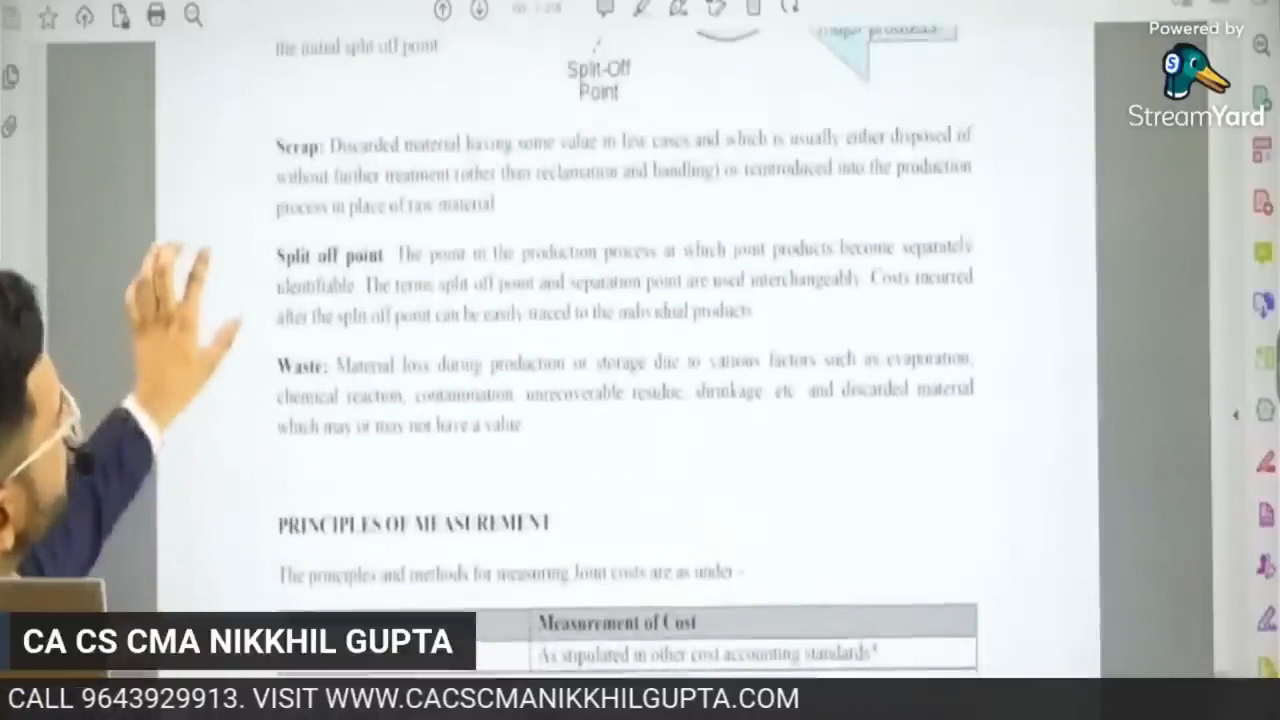 Powered by
StreamYard
the initial split off point
Split-Off
Point
Scrap: Discarded material having some value in few cases and which is usually either disposed of
without further treatment (other than reclamation and handling) or reintroduced into the production
process in place of raw material
Split off point The point in the production process at which joint products become separately
identifiable. The terms split off point and separation point are used interchangeably. Costs incurred
after the split off point can be easily traced to the individual products
Waste: Material loss during production or storage due to various factors such as evaporation,
chemical reaction, contamination, unrecoverable residue, shrinkage etc and discarded material
which may or may not have a value
PRINCIPLES OF MEASUREMENT
The principles and methods for measuring Joint costs are as under -
Measurement of Cost
As stipulated in other cost accounting standards
CA CS CMA NIKKHIL GUPTA
CALL 9643929913. VISIT WWW.CACSCMANIKKHILGUPTA.COM